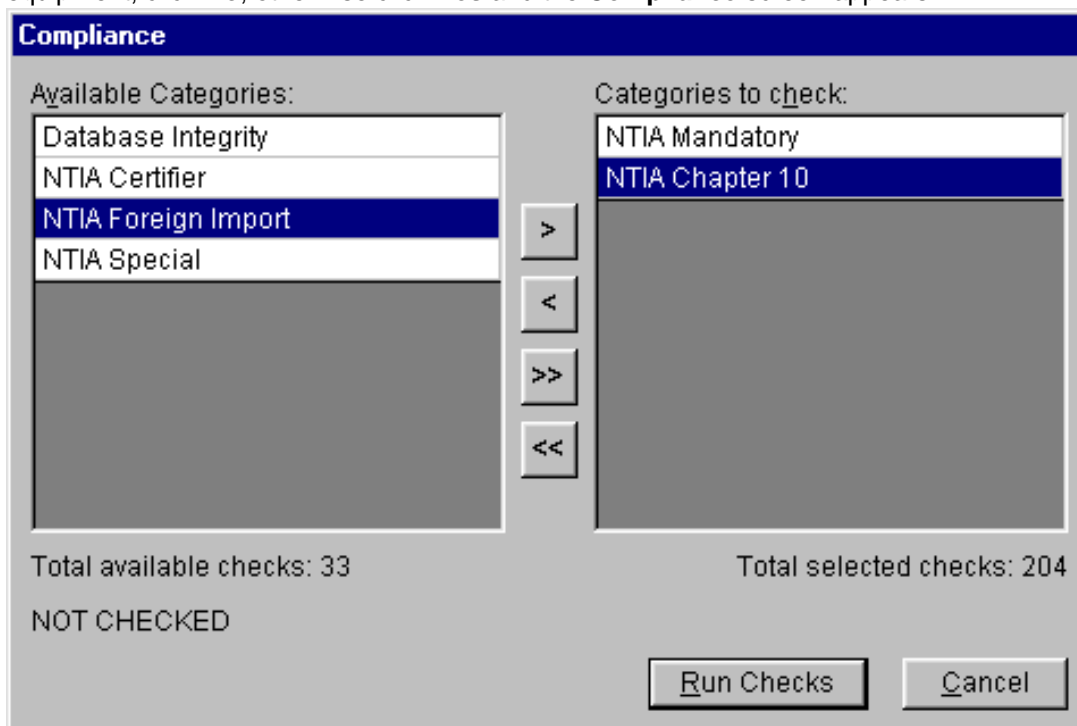 Compliance
Available Categories:
Database Integrity
NTIA Certifier
NTIA Foreign Import
NTIA Special
>
<
>>
<<
Categories to check:
NTIA Mandatory
NTIA Chapter 10
Total available checks: 33
Total selected checks: 204
NOT CHECKED
Run Checks
Cancel